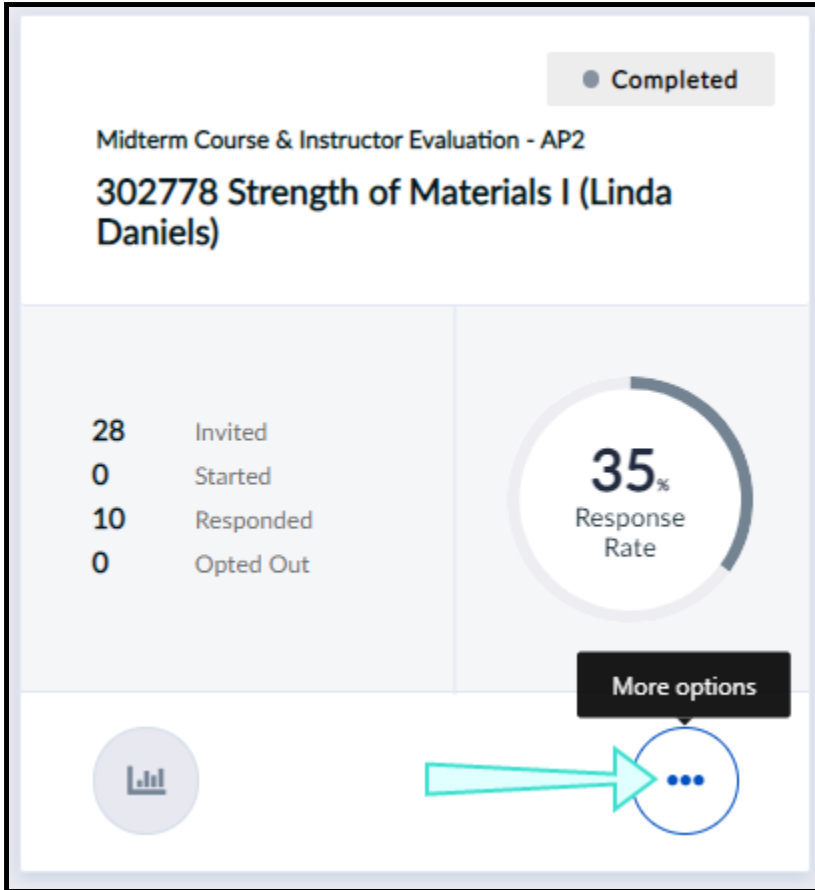 Completed
Midterm Course & Instructor Evaluation - AP2
302778 Strength of Materials I (Linda
Daniels)
28 Invited
0 Started
10 Responded
0 Opted Out
35%
Response
Rate
More options